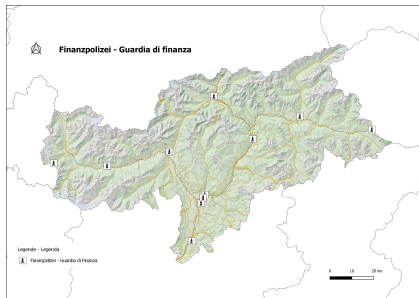 Finanzpolizei - Guardia di finanza
Legende - Legenda
Finanzpolizei - Guardia di Finanza
0 10 20 km